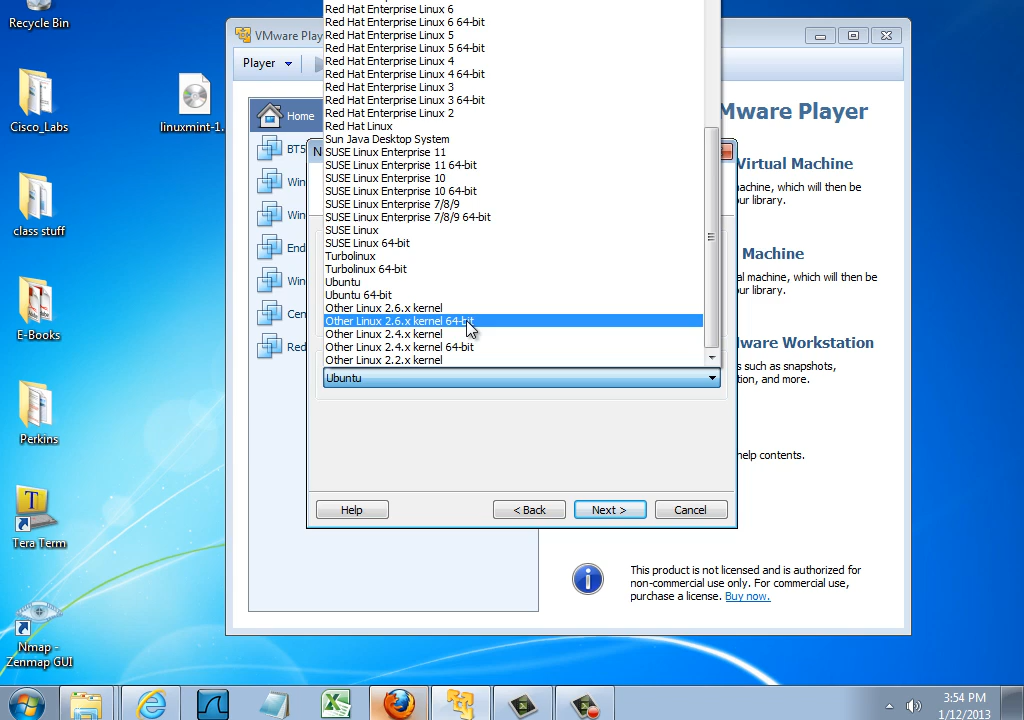 Recycle Bin
Cisco_Labs
class stuff
E-Books
Perkins
Tera Term
Nmap -
Zenmap GUI
linuxmint-1.
VMware Play
Player
Home
BT5
Win
Win
End
Win
Cen
Red
N
Red Hat Enterprise Linux 6
Red Hat Enterprise Linux 6 64-bit
Red Hat Enterprise Linux 5
Red Hat Enterprise Linux 5 64-bit
Red Hat Enterprise Linux 4
Red Hat Enterprise Linux 4 64-bit
Red Hat Enterprise Linux 3
Red Hat Enterprise Linux 3 64-bit
Red Hat Enterprise Linux 2
Red Hat Linux
Sun Java Desktop System
SUSE Linux Enterprise 11
SUSE Linux Enterprise 11 64-bit
SUSE Linux Enterprise 10
SUSE Linux Enterprise 10 64-bit
SUSE Linux Enterprise 7/8/9
SUSE Linux Enterprise 7/8/9 64-bit
SUSE Linux
SUSE Linux 64-bit
Turbolinux
Turbolinux 64-bit
Ubuntu
Ubuntu 64-bit
Other Linux 2.6.x kernel
Other Linux 2.6.x kernel 64-bit
Other Linux 2.4.x kernel
Other Linux 2.4.x kernel 64-bit
Other Linux 2.2.x kernel
Ubuntu
Help
< Back
Next >
Cancel
Mware Player
Virtual Machine
machine, which will then be
our library.
Machine
al machine, which will then be
our library.
ware Workstation
s such as snapshots,
tion, and more.
help contents.
This product is not licensed and is authorized for
non-commercial use only. For commercial use,
purchase a license. Buy now.
3:54 PM
1/12/2013